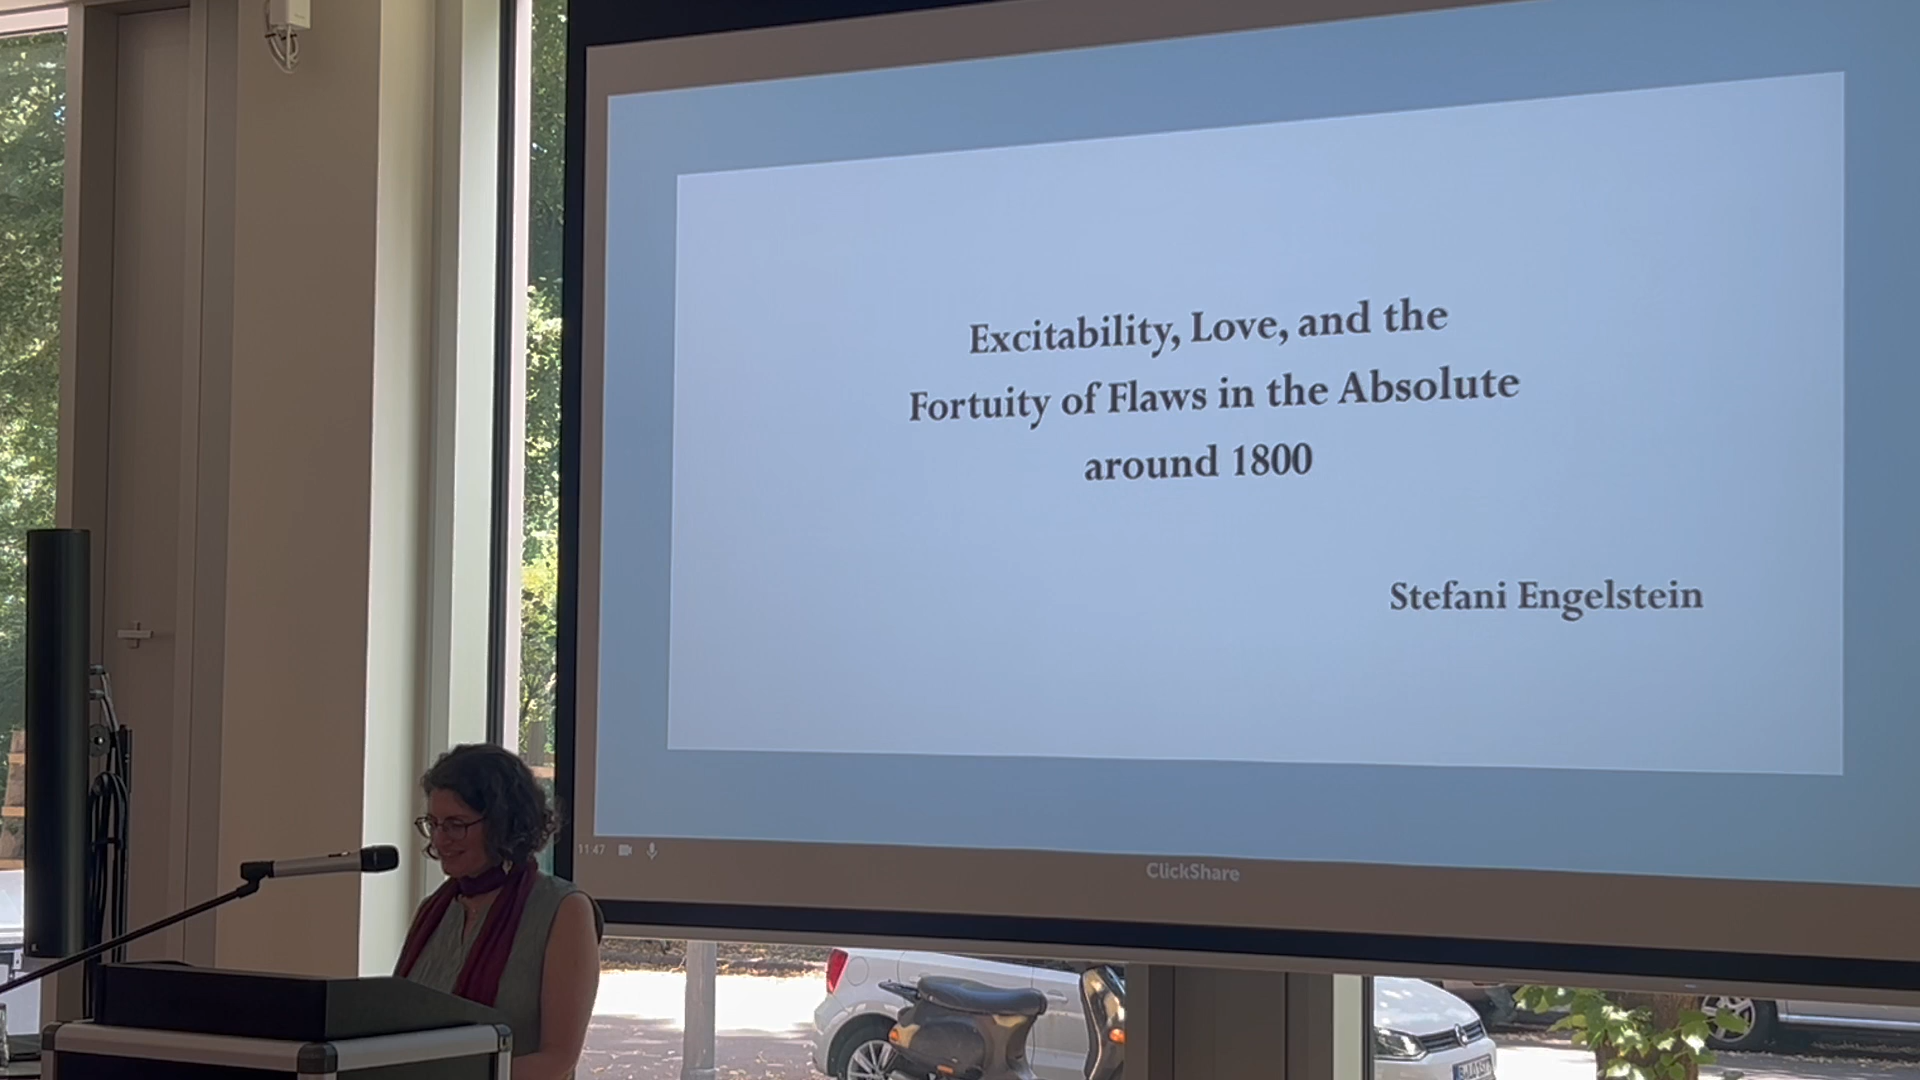 Excitability, Love, and the
Fortuity of Flaws in the Absolute
around 1800
Stefani Engelstein
11:47
ClickShare